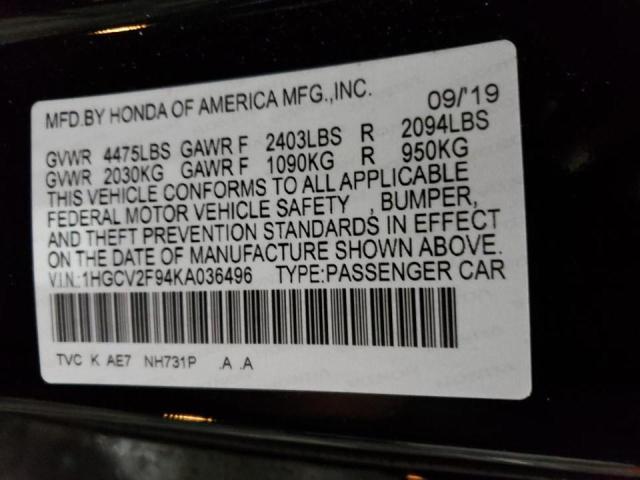 MFD.BY HONDA OF AMERICA MFG.,INC. 09/'19
GVWR 4475LBS GAWR F 2403LBS R 2094LBS
GVWR 2030KG GAWR F 1090KG R 950KG
THIS VEHICLE CONFORMS TO ALL APPLICABLE
FEDERAL MOTOR VEHICLE SAFETY , BUMPER,
AND THEFT PREVENTION STANDARDS IN EFFECT
ON THE DATE OF MANUFACTURE SHOWN ABOVE.
V.I.N.:1HGCV2F94KA036496 TYPE:PASSENGER CAR
TVC K AE7 NH731P .A .A